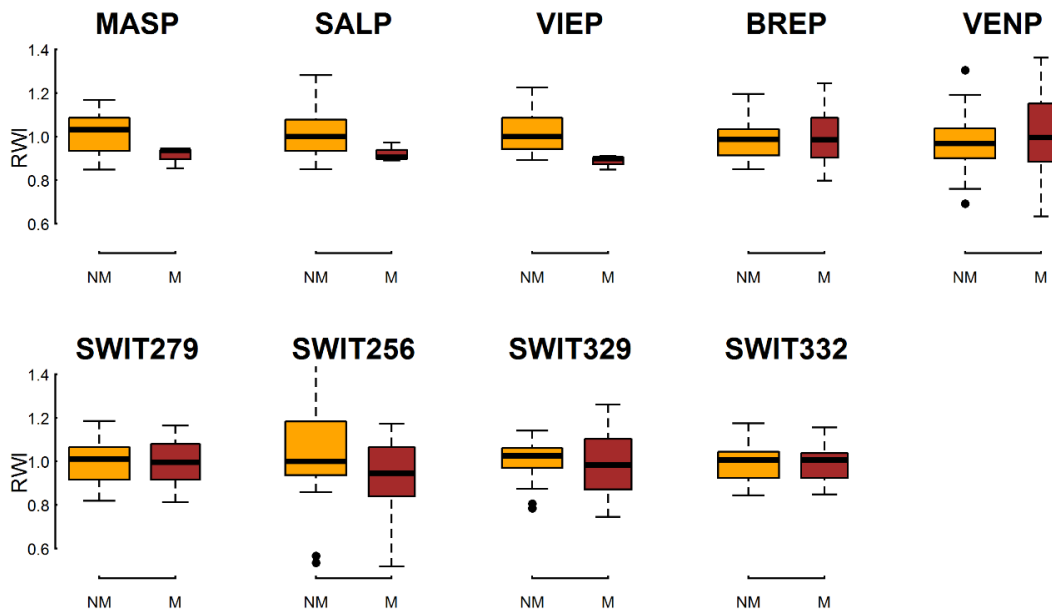 MASP SALP VIEP BREP VENP
1.4
1.2
1.0
0.8
0.6
RWI
NM M NM M NM M NM M NM M
SWIT279 SWIT256 SWIT329 SWIT332
1.4
1.2
1.0
0.8
0.6
RWI
NM M NM M NM M NM M